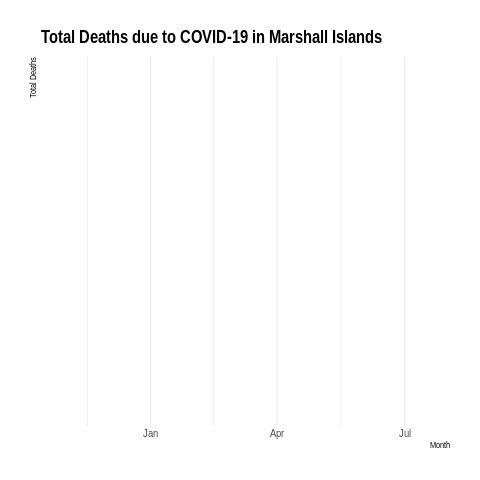 Total Deaths due to COVID-19 in Marshall Islands
Total Deaths
Jan
Apr
Jul
Month